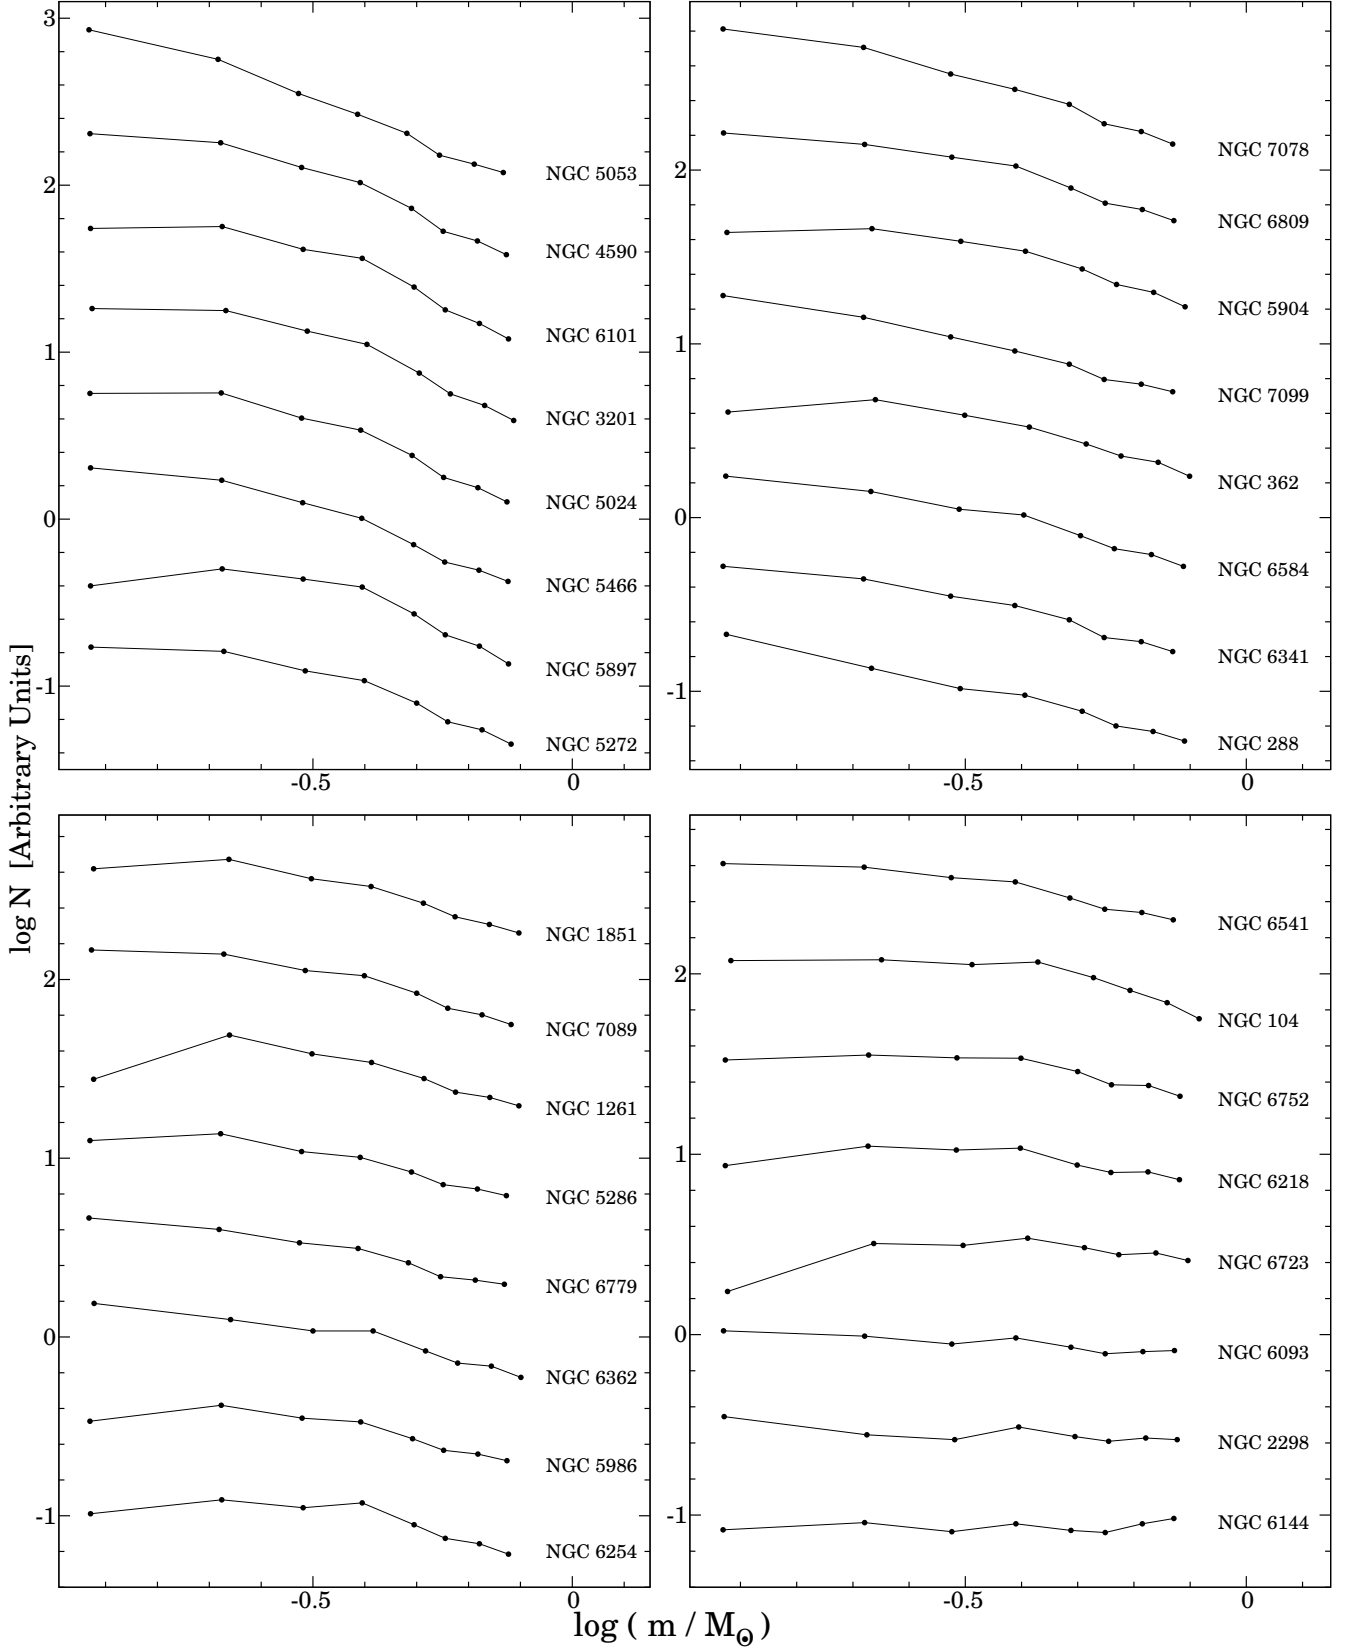 3
2
1
0
-1
-0.5
0
NGC 5053
NGC 4590
NGC 6101
NGC 3201
NGC 5024
NGC 5466
NGC 5897
NGC 5272
2
1
0
-1
-0.5
0
NGC 7078
NGC 6809
NGC 5904
NGC 7099
NGC 362
NGC 6584
NGC 6341
NGC 288
2
1
0
-1
-0.5
0
NGC 1851
NGC 7089
NGC 1261
NGC 5286
NGC 6779
NGC 6362
NGC 5986
NGC 6254
2
1
0
-1
-0.5
0
NGC 6541
NGC 104
NGC 6752
NGC 6218
NGC 6723
NGC 6093
NGC 2298
NGC 6144
log N [Arbitrary Units]
log ( m / M⊙ )